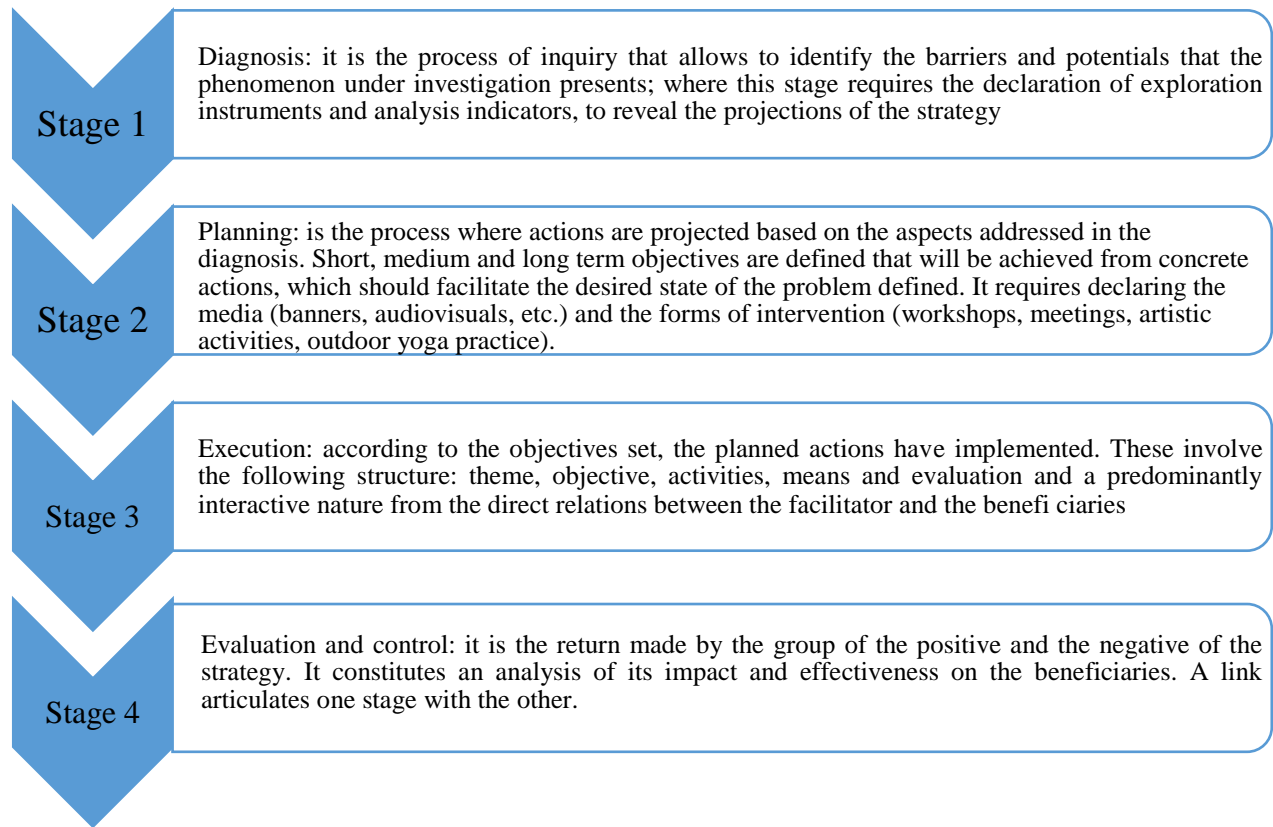 Stage 1
Diagnosis: it is the process of inquiry that allows to identify the barriers and potentials that the
phenomenon under investigation presents; where this stage requires the declaration of exploration
instruments and analysis indicators, to reveal the projections of the strategy
Stage 2
Planning: is the process where actions are projected based on the aspects addressed in the
diagnosis. Short, medium and long term objectives are defined that will be achieved from concrete
actions, which should facilitate the desired state of the problem defined. It requires declaring the
media (banners, audiovisuals, etc.) and the forms of intervention (workshops, meetings, artistic
activities, outdoor yoga practice).
Stage 3
Execution: according to the objectives set, the planned actions have implemented. These involve
the following structure: theme, objective, activities, means and evaluation and a predominantly
interactive nature from the direct relations between the facilitator and the benefi ciaries
Stage 4
Evaluation and control: it is the return made by the group of the positive and the negative of the
strategy. It constitutes an analysis of its impact and effectiveness on the beneficiaries. A link
articulates one stage with the other.